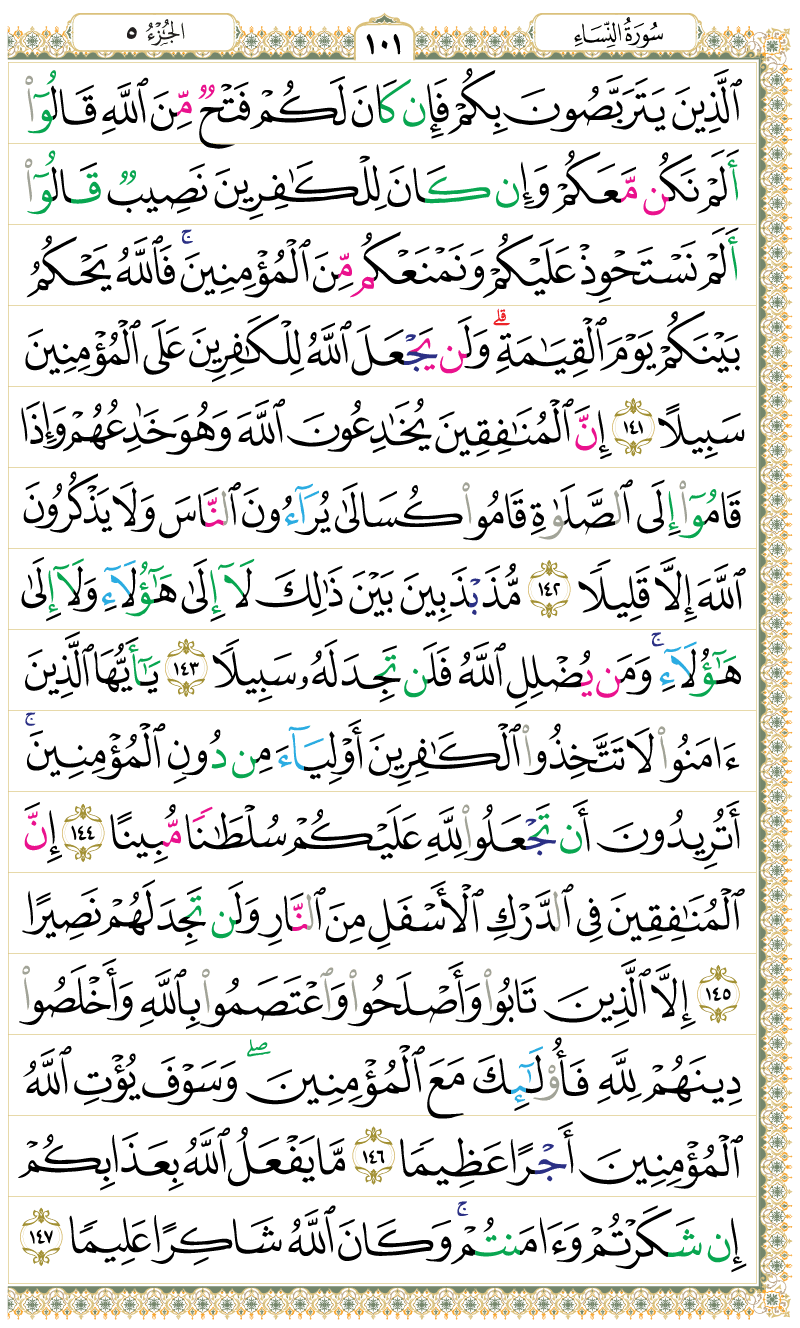 سُورَةُ النِّسَاءِ
١٠١
الجُزْءُ ٥
ٱلَّذِينَ يَتَرَبَّصُونَ بِكُمْ فَإِن كَانَ لَكُمْ فَتْحٌ مِّنَ ٱللَّهِ قَالُوٓا۟
أَلَمْ نَكُن مَّعَكُمْ وَإِن كَانَ لِلْكَـٰفِرِينَ نَصِيبٌ قَالُوٓا۟
أَلَمْ نَسْتَحْوِذْ عَلَيْكُمْ وَنَمْنَعْكُم مِّنَ ٱلْمُؤْمِنِينَ ۚ فَٱللَّهُ يَحْكُمُ
بَيْنَكُمْ يَوْمَ ٱلْقِيَـٰمَةِ ۗ وَلَن يَجْعَلَ ٱللَّهُ لِلْكَـٰفِرِينَ عَلَى ٱلْمُؤْمِنِينَ
سَبِيلًا ١٤١ إِنَّ ٱلْمُنَـٰفِقِينَ يُخَـٰدِعُونَ ٱللَّهَ وَهُوَ خَـٰدِعُهُمْ وَإِذَا
قَامُوٓا۟ إِلَى ٱلصَّلَوٰةِ قَامُوا۟ كُسَالَىٰ يُرَآءُونَ ٱلنَّاسَ وَلَا يَذْكُرُونَ
ٱللَّهَ إِلَّا قَلِيلًا ١٤٢ مُّذَبْذَبِينَ بَيْنَ ذَٰلِكَ لَآ إِلَىٰ هَـٰٓؤُلَآءِ وَلَآ إِلَىٰ
هَـٰٓؤُلَآءِ ۚ وَمَن يُضْلِلِ ٱللَّهُ فَلَن تَجِدَ لَهُۥ سَبِيلًا ١٤٣ يَـٰٓأَيُّهَا ٱلَّذِينَ
ءَامَنُوا۟ لَا تَتَّخِذُوا۟ ٱلْكَـٰفِرِينَ أَوْلِيَآءَ مِن دُونِ ٱلْمُؤْمِنِينَ ۚ
أَتُرِيدُونَ أَن تَجْعَلُوا۟ لِلَّهِ عَلَيْكُمْ سُلْطَـٰنًا مُّبِينًا ١٤٤ إِنَّ
ٱلْمُنَـٰفِقِينَ فِى ٱلدَّرْكِ ٱلْأَسْفَلِ مِنَ ٱلنَّارِ وَلَن تَجِدَ لَهُمْ نَصِيرًا
١٤٥ إِلَّا ٱلَّذِينَ تَابُوا۟ وَأَصْلَحُوا۟ وَٱعْتَصَمُوا۟ بِٱللَّهِ وَأَخْلَصُوا۟
دِينَهُمْ لِلَّهِ فَأُو۟لَـٰٓئِكَ مَعَ ٱلْمُؤْمِنِينَ ۖ وَسَوْفَ يُؤْتِ ٱللَّهُ
ٱلْمُؤْمِنِينَ أَجْرًا عَظِيمًا ١٤٦ مَّا يَفْعَلُ ٱللَّهُ بِعَذَابِكُمْ
إِن شَكَرْتُمْ وَءَامَنتُمْ ۚ وَكَانَ ٱللَّهُ شَاكِرًا عَلِيمًا ١٤٧